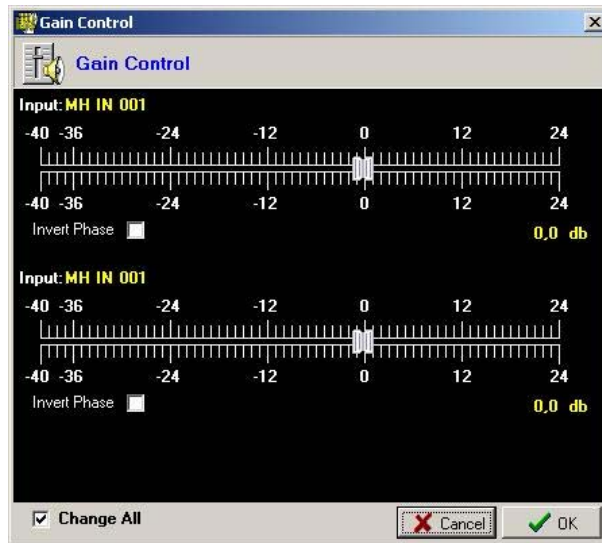 Gain Control
Gain Control
Input: MH IN 001
-40 -36 -24 -12 0 12 24
-40 -36 -24 -12 0 12 24
Invert Phase
0,0 db
Input: MH IN 001
-40 -36 -24 -12 0 12 24
-40 -36 -24 -12 0 12 24
Invert Phase
0,0 db
Change All
Cancel
OK